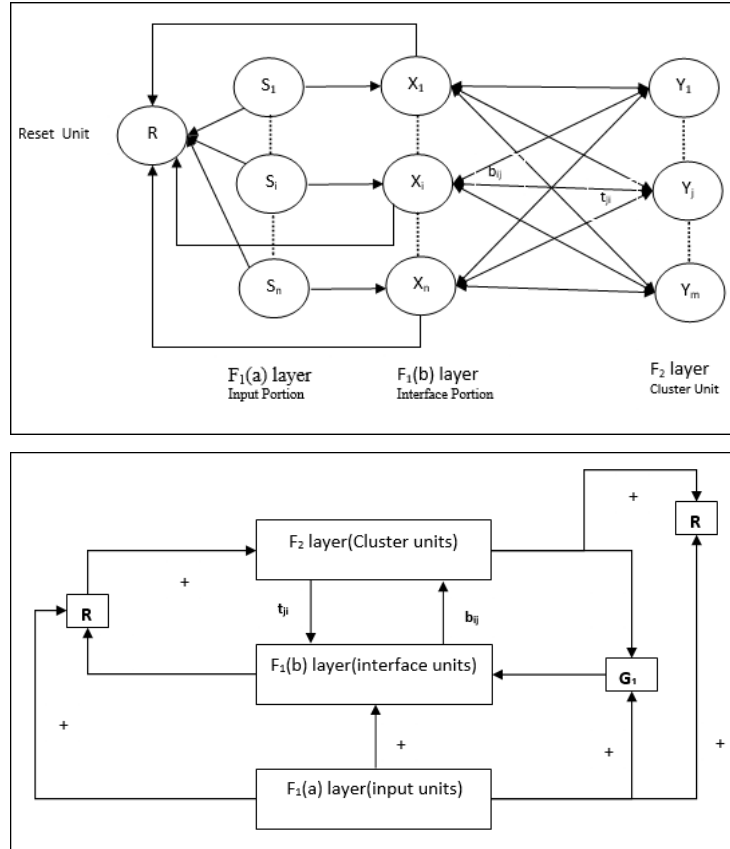 S₁ X₁ Y₁
Reset Unit R
bᵢⱼ
Sᵢ Xᵢ Yⱼ
tⱼᵢ
Sₙ Xₙ Yₘ
F₁(a) layer F₁(b) layer F₂ layer
Input Portion Interface Portion Cluster Unit
+
R
F₂ layer(Cluster units)
+
R tⱼᵢ bᵢⱼ
F₁(b) layer(interface units) G₁
+ + + +
F₁(a) layer(input units)